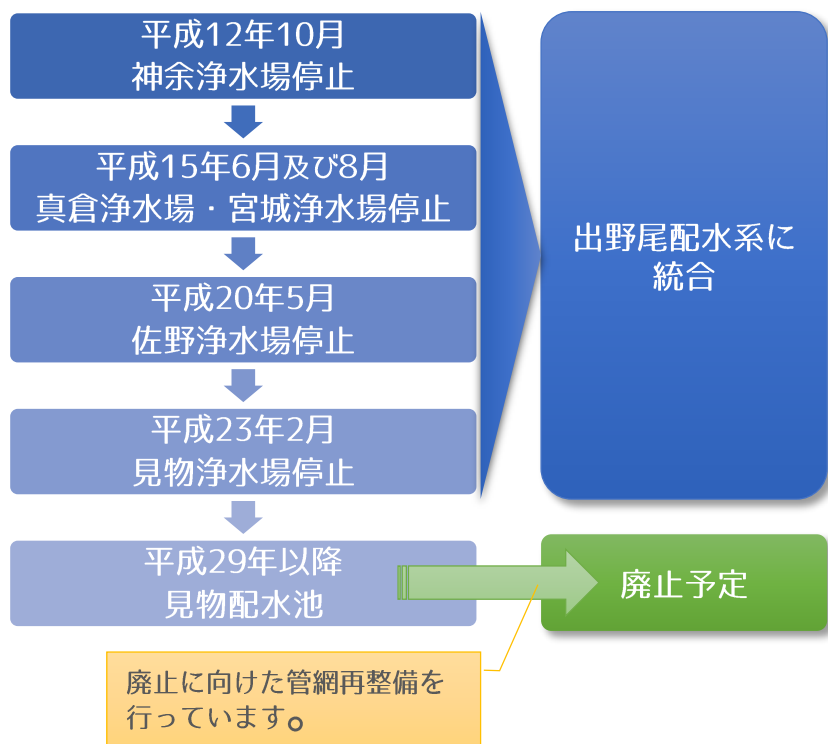 平成12年10月
神余浄水場停止
平成15年6月及び8月
真倉浄水場・宮城浄水場停止
平成20年5月
佐野浄水場停止
平成23年2月
見物浄水場停止
平成29年以降
見物配水池
出野尾配水系に
統合
廃止予定
廃止に向けた管網再整備を
行っています。